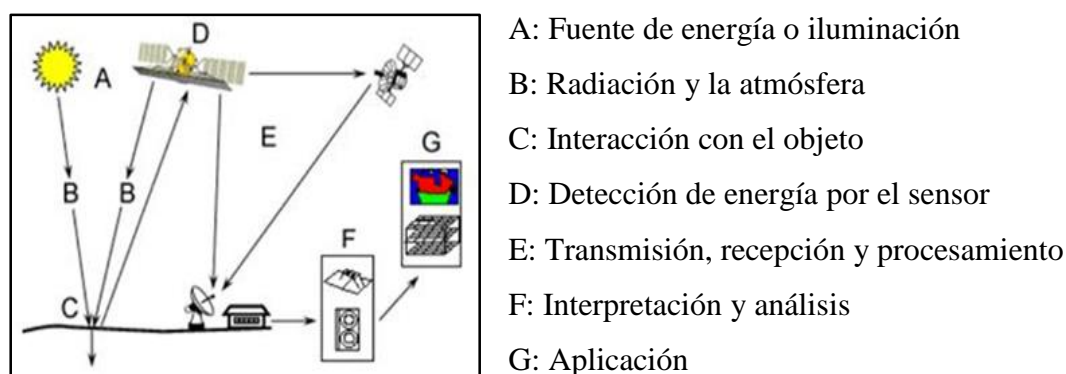 D
A
E
G
B B
F
C
A: Fuente de energía o iluminación
B: Radiación y la atmósfera
C: Interacción con el objeto
D: Detección de energía por el sensor
E: Transmisión, recepción y procesamiento
F: Interpretación y análisis
G: Aplicación